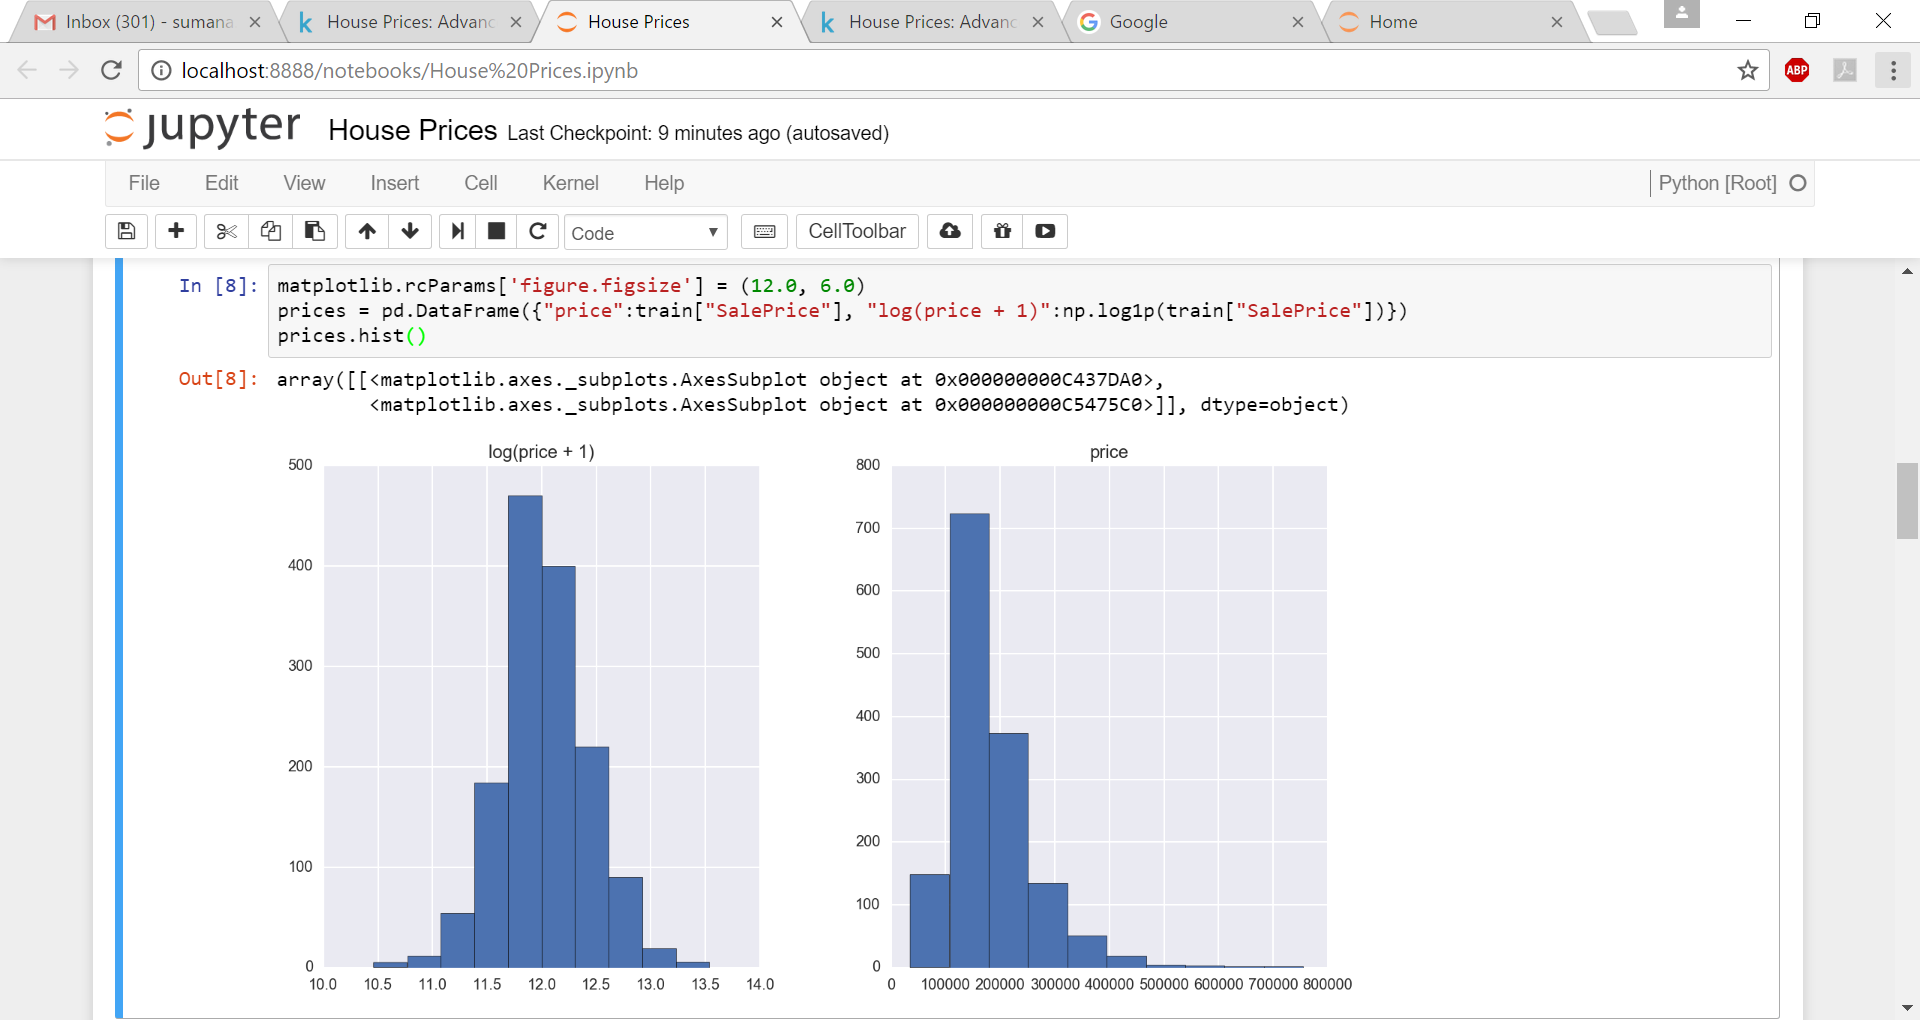 Inbox (301) - sumana
House Prices: Advanc
House Prices
House Prices: Advanc
Google
Home
localhost:8888/notebooks/House%20Prices.ipynb
ABP
jupyter House Prices Last Checkpoint: 9 minutes ago (autosaved)
File Edit View Insert Cell Kernel Help Python [Root]
Code CellToolbar
In [8]: matplotlib.rcParams['figure.figsize'] = (12.0, 6.0)
prices = pd.DataFrame({"price":train["SalePrice"], "log(price + 1)":np.log1p(train["SalePrice"])})
prices.hist()
Out[8]: array([[<matplotlib.axes._subplots.AxesSubplot object at 0x000000000C437DA0>,
<matplotlib.axes._subplots.AxesSubplot object at 0x000000000C5475C0>]], dtype=object)
log(price + 1)
500
400
300
200
100
0
10.0 10.5 11.0 11.5 12.0 12.5 13.0 13.5 14.0
price
800
700
600
500
400
300
200
100
0
0 100000 200000 300000 400000 500000 600000 700000 800000